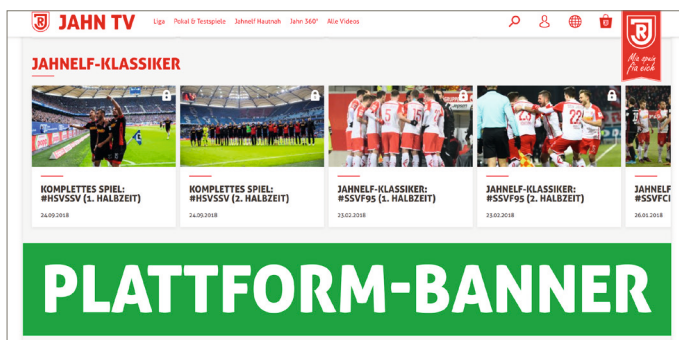 JAHN TV
Liga Pokal & Testspiele Jahnelf Hautnah Jahn 360° Alle Videos
Mia spuin
fia eich
JAHNELF-KLASSIKER
KOMPLETTES SPIEL:
#HSVSSV (1. HALBZEIT)
24.09.2018
KOMPLETTES SPIEL:
#HSVSSV (2. HALBZEIT)
24.09.2018
JAHNELF-KLASSIKER:
#SSVF95 (1. HALBZEIT)
23.02.2018
JAHNELF-KLASSIKER:
#SSVF95 (2. HALBZEIT)
23.02.2018
JAHNELF
#SSVFC
26.01.2018
PLATTFORM-BANNER